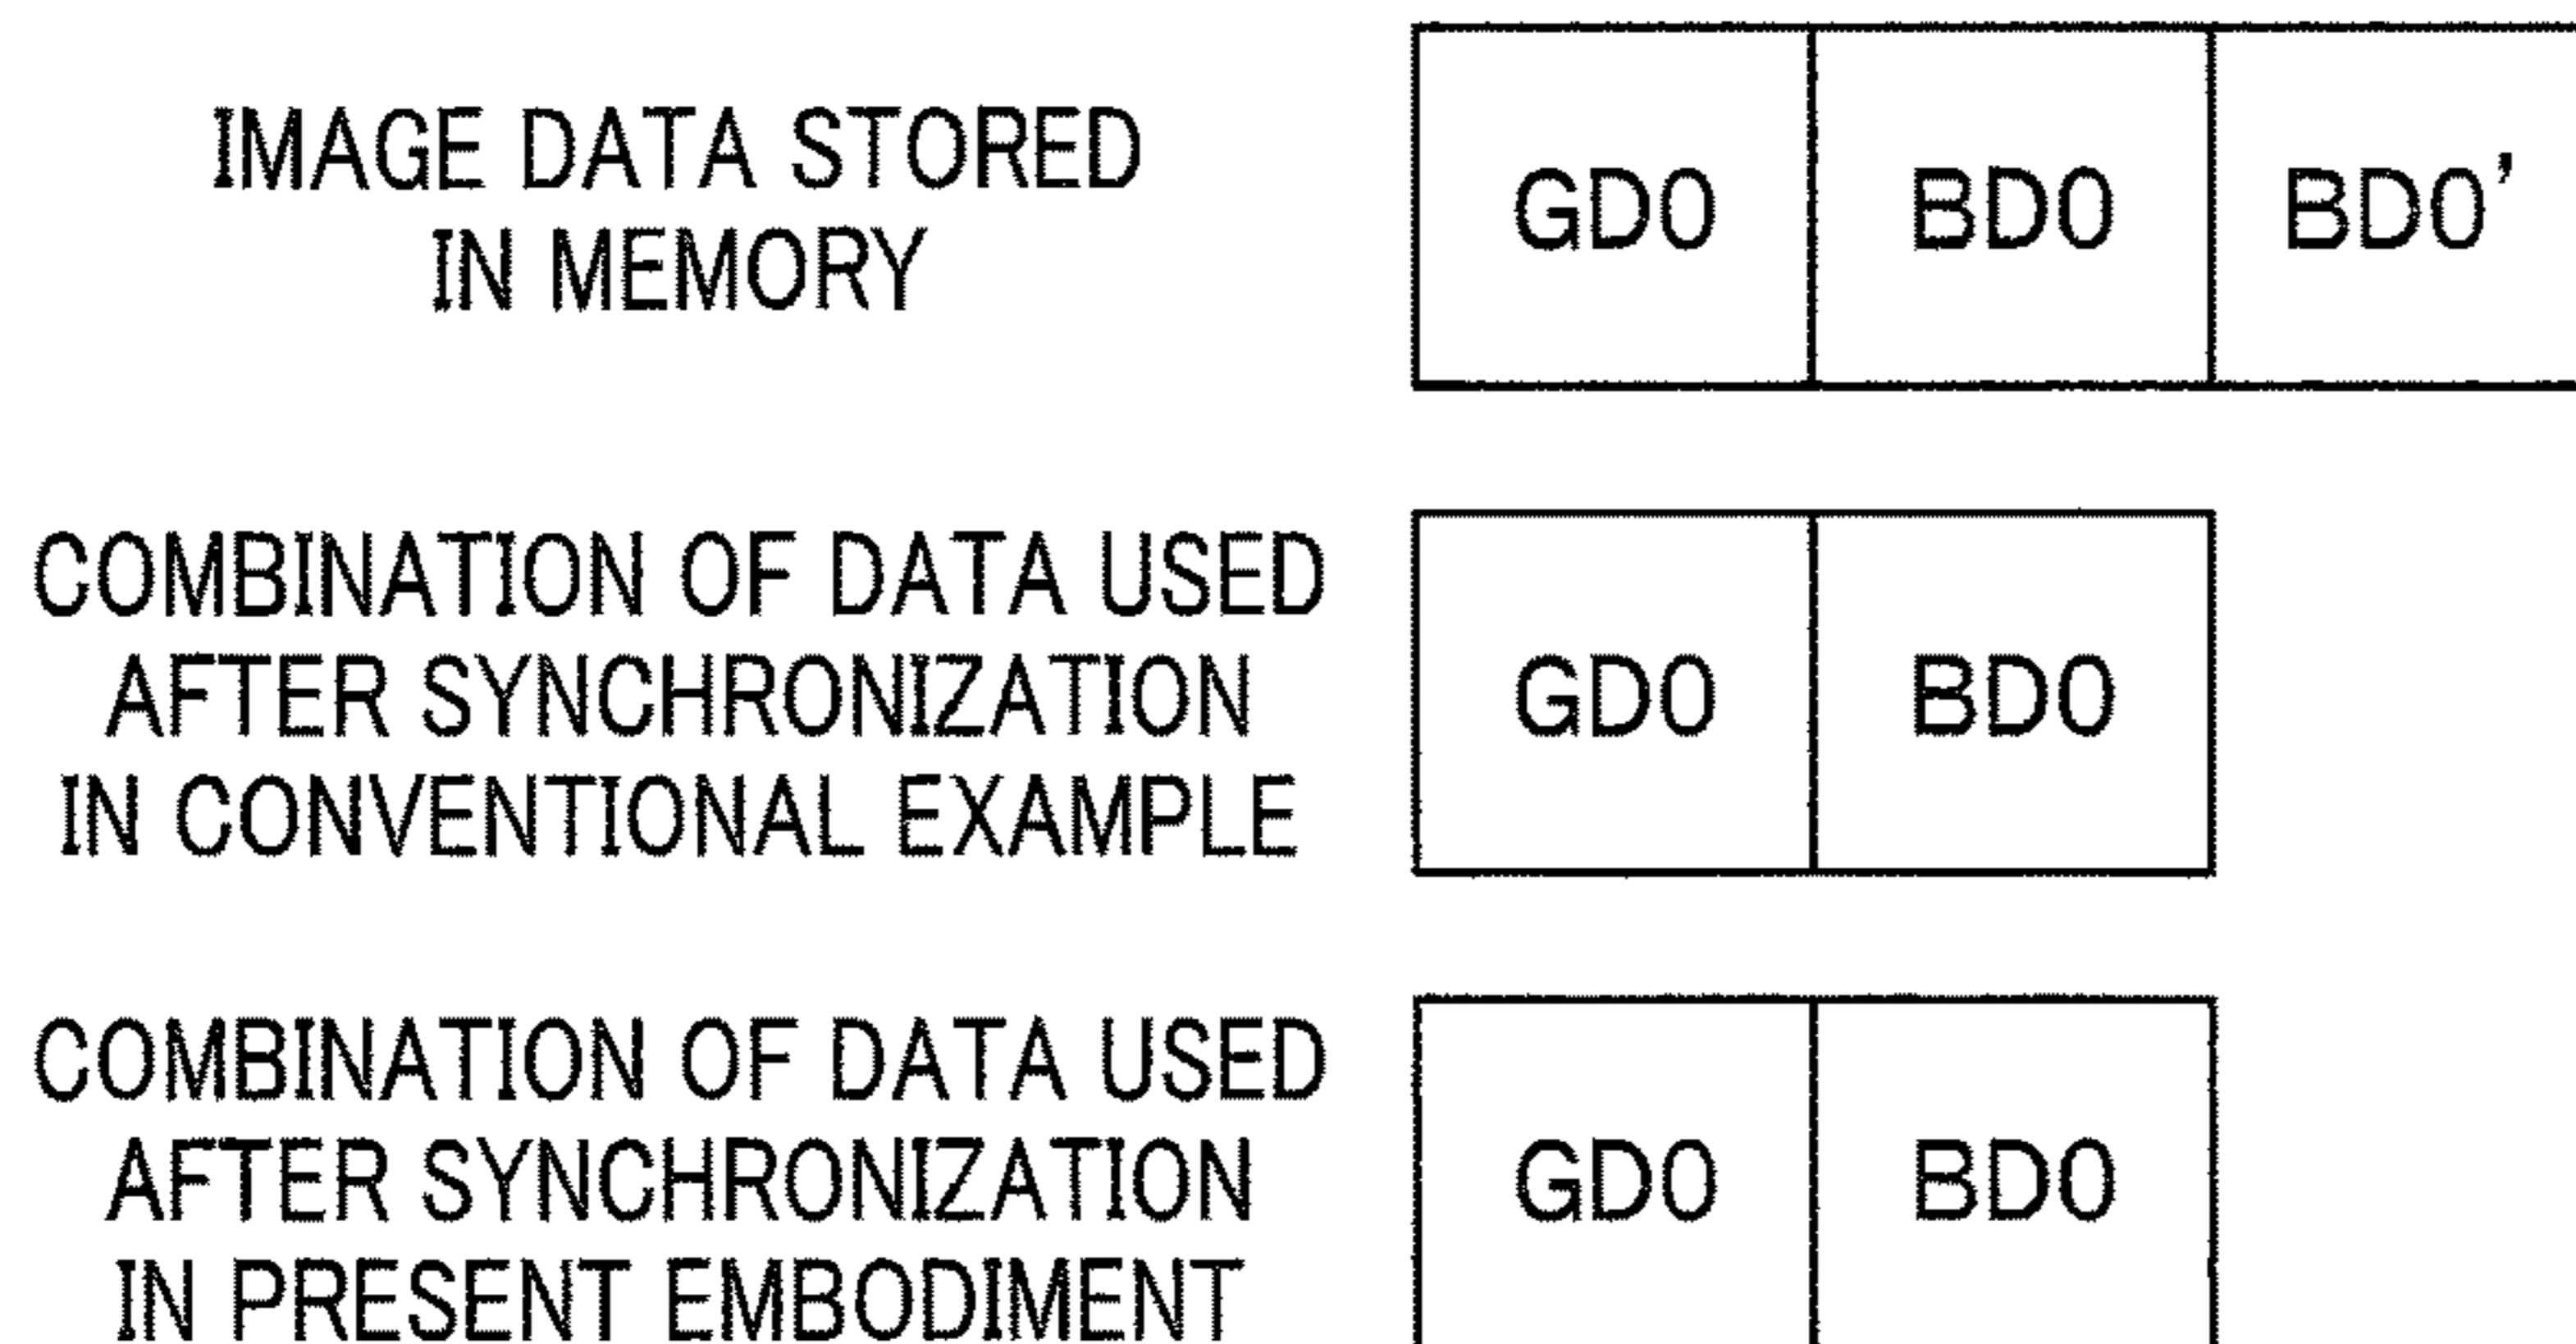 IMAGE DATA STORED
IN MEMORY
GD0 BD0 BD0'
COMBINATION OF DATA USED
AFTER SYNCHRONIZATION
IN CONVENTIONAL EXAMPLE
GD0 BD0
COMBINATION OF DATA USED
AFTER SYNCHRONIZATION
IN PRESENT EMBODIMENT
GD0 BD0